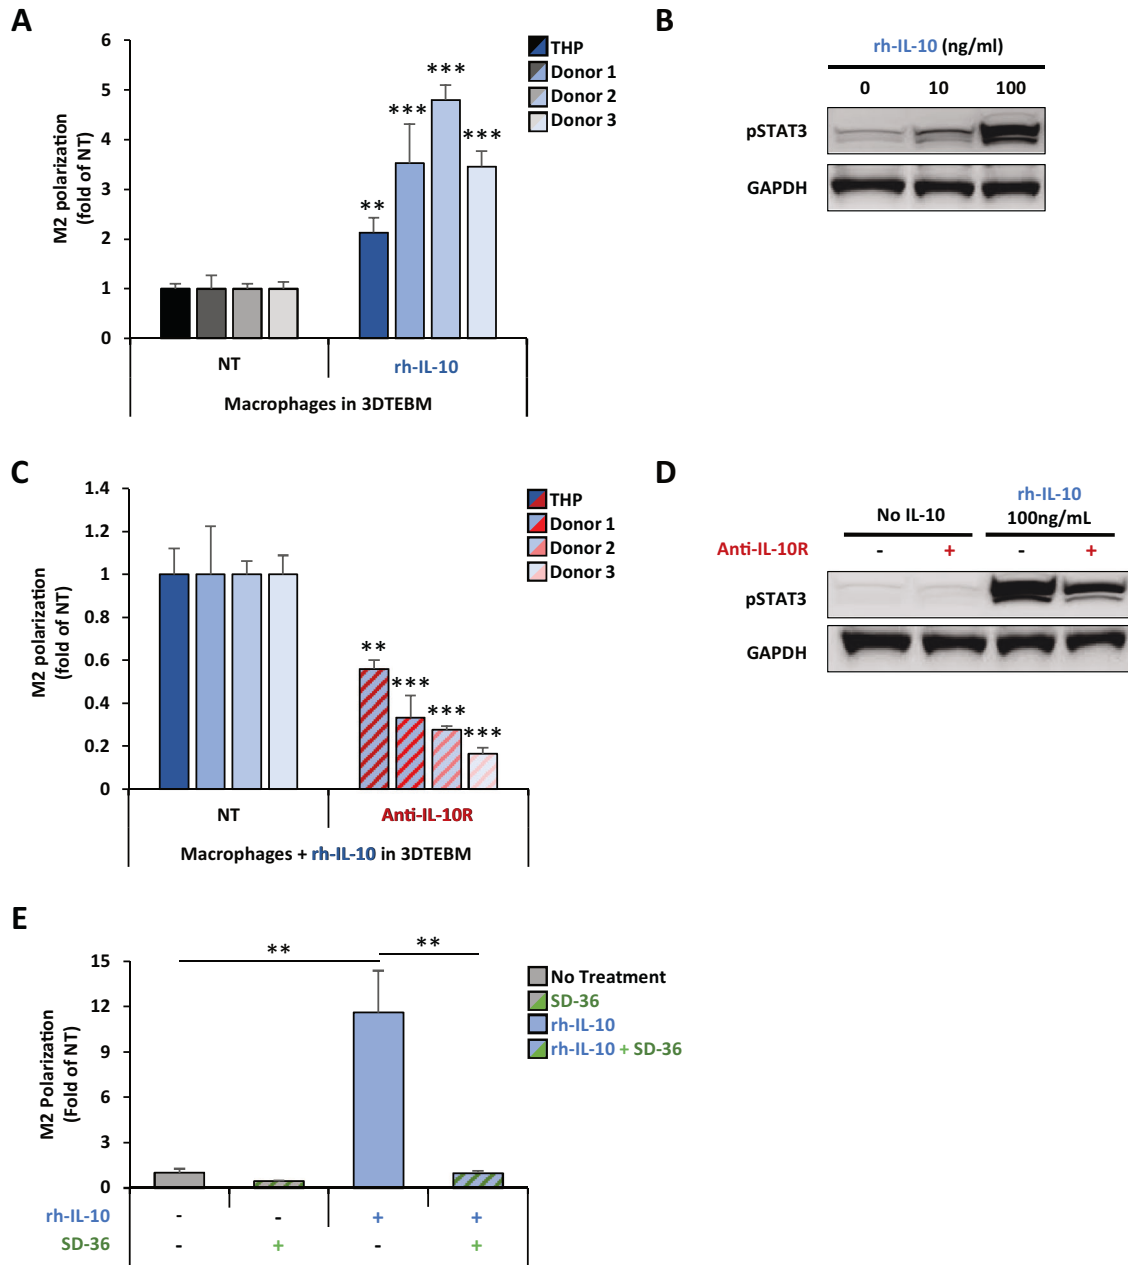 A
M2 polarization
(fold of NT)
6
5
4
3
2
1
0
**
***
***
***
THP
Donor 1
Donor 2
Donor 3
NT
rh-IL-10
Macrophages in 3DTEBM
B
rh-IL-10 (ng/ml)
0 10 100
pSTAT3
GAPDH
C
M2 polarization
(fold of NT)
1.4
1.2
1
0.8
0.6
0.4
0.2
0
**
***
***
***
THP
Donor 1
Donor 2
Donor 3
NT
Anti-IL-10R
Macrophages + rh-IL-10 in 3DTEBM
D
No IL-10
rh-IL-10
100ng/mL
Anti-IL-10R - + - +
pSTAT3
GAPDH
E
M2 Polarization
(Fold of NT)
15
12
9
6
3
0
**
**
No Treatment
SD-36
rh-IL-10
rh-IL-10 + SD-36
rh-IL-10 - - + +
SD-36 - + - +